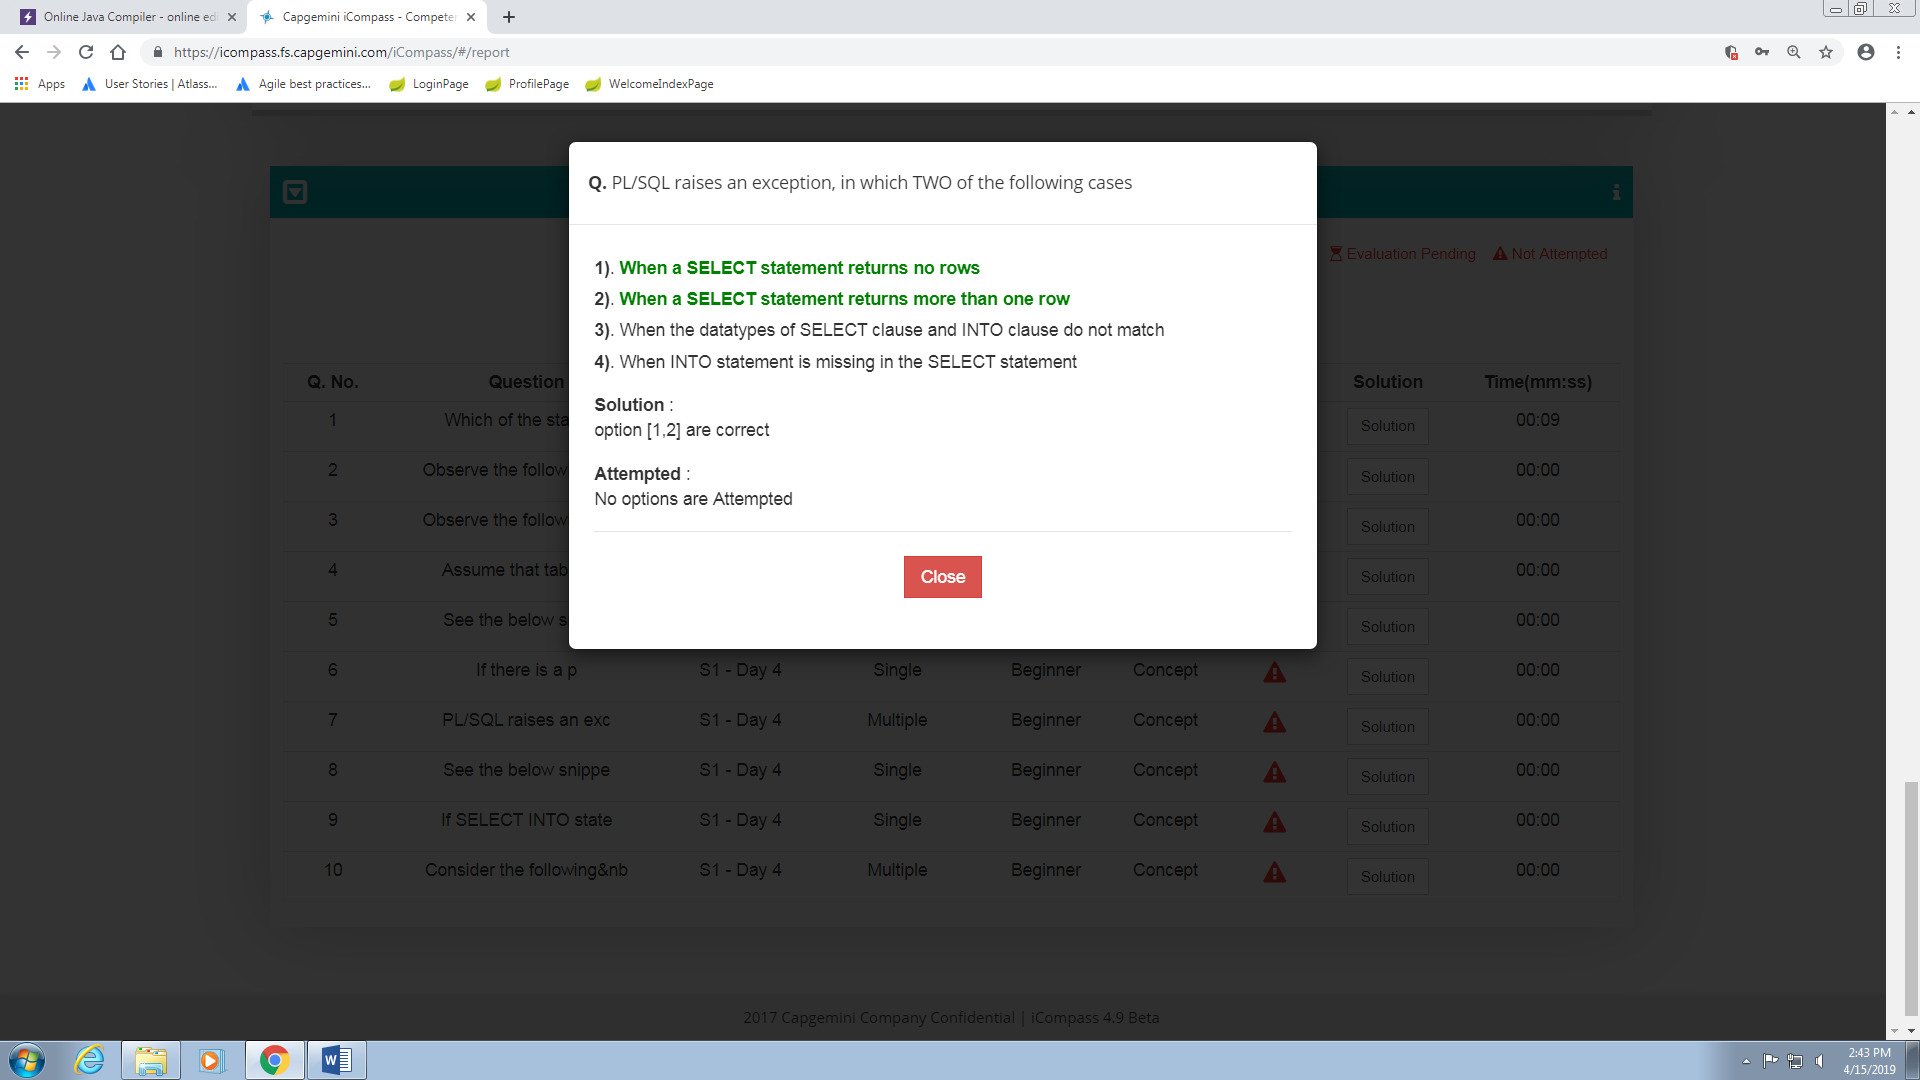 Online Java Compiler - online ed
Capgemini iCompass - Competer
https://icompass.fs.capgemini.com/iCompass/#/report
Apps
User Stories | Atlass...
Agile best practices...
LoginPage
ProfilePage
WelcomeIndexPage
Q. PL/SQL raises an exception, in which TWO of the following cases
Evaluation Pending
Not Attempted
1). When a SELECT statement returns no rows
2). When a SELECT statement returns more than one row
3). When the datatypes of SELECT clause and INTO clause do not match
4). When INTO statement is missing in the SELECT statement
Solution :
option [1,2] are correct
Attempted :
No options are Attempted
Close
Q. No. Question Solution Time(mm:ss)
1 Which of the sta Solution 00:09
2 Observe the follow Solution 00:00
3 Observe the follow Solution 00:00
4 Assume that tab Solution 00:00
5 See the below s Solution 00:00
6 If there is a p S1 - Day 4 Single Beginner Concept Solution 00:00
7 PL/SQL raises an exc S1 - Day 4 Multiple Beginner Concept Solution 00:00
8 See the below snippe S1 - Day 4 Single Beginner Concept Solution 00:00
9 If SELECT INTO state S1 - Day 4 Single Beginner Concept Solution 00:00
10 Consider the following&nb S1 - Day 4 Multiple Beginner Concept Solution 00:00
2017 Capgemini Company Confidential | iCompass 4.9 Beta
2:43 PM
4/15/2019